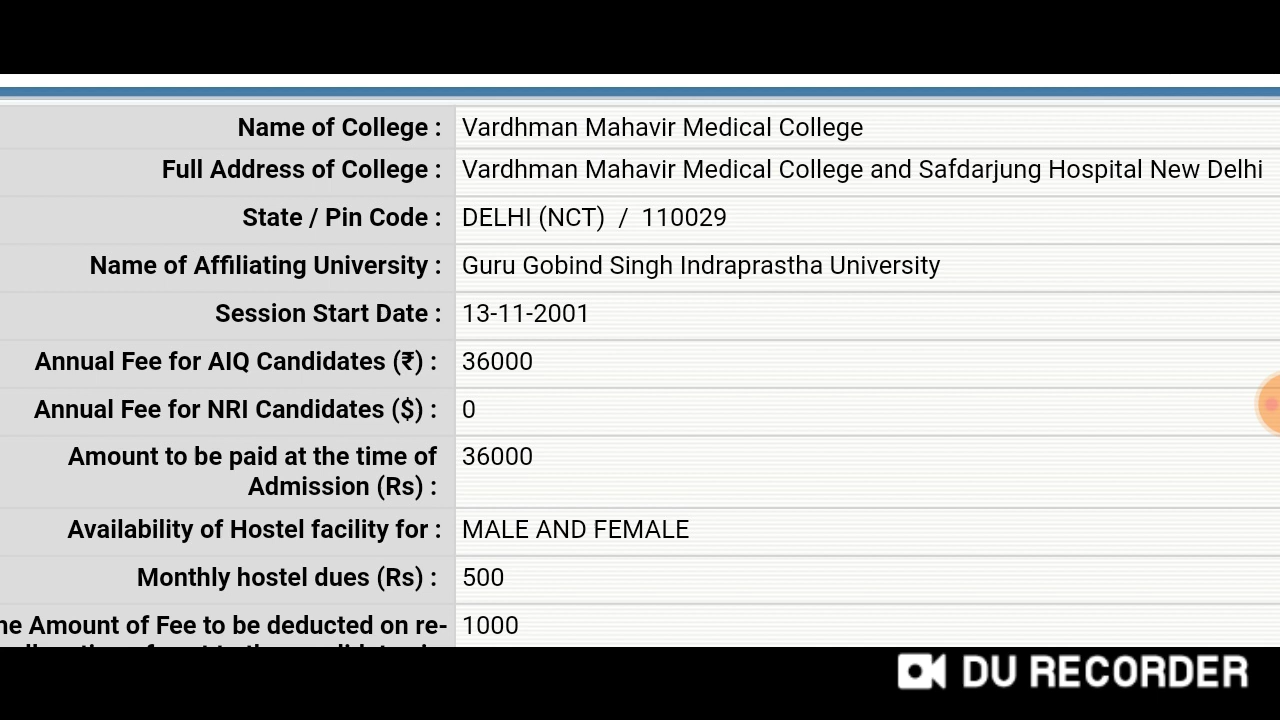 Name of College : Vardhman Mahavir Medical College
Full Address of College : Vardhman Mahavir Medical College and Safdarjung Hospital New Delhi
State / Pin Code : DELHI (NCT) / 110029
Name of Affiliating University : Guru Gobind Singh Indraprastha University
Session Start Date : 13-11-2001
Annual Fee for AIQ Candidates (₹) : 36000
Annual Fee for NRI Candidates ($) : 0
Amount to be paid at the time of 36000
Admission (Rs) :
Availability of Hostel facility for : MALE AND FEMALE
Monthly hostel dues (Rs) : 500
Amount of Fee to be deducted on re- 1000
DU RECORDER